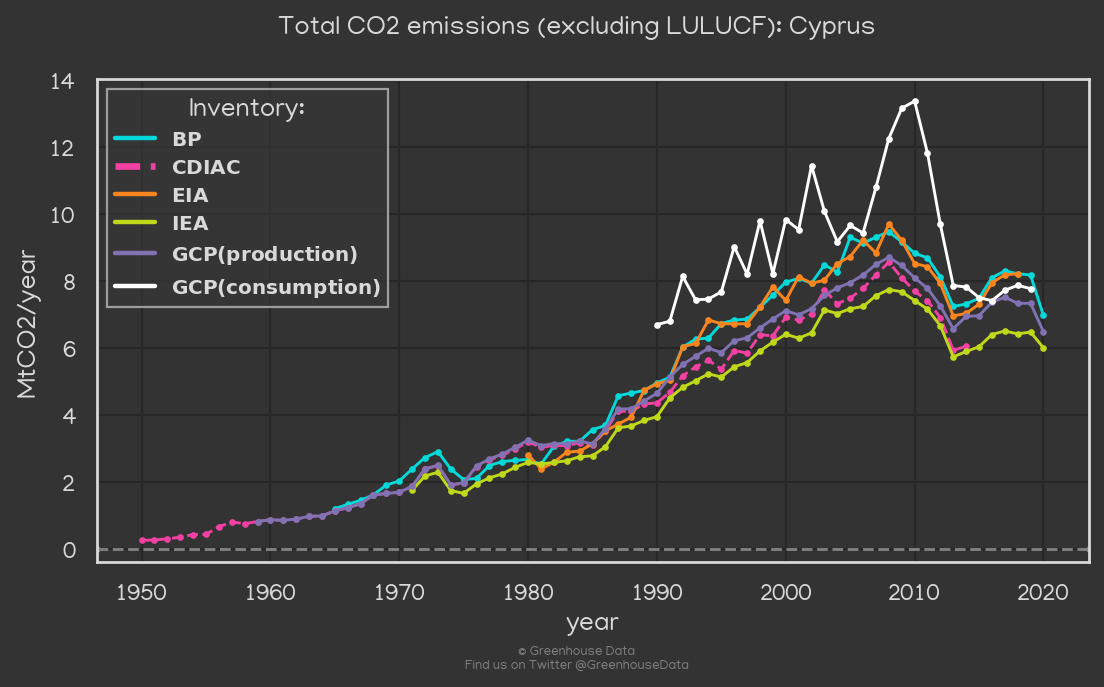 Total CO2 emissions (excluding LULUCF): Cyprus
14
12
10
8
6
4
2
0
MtCO2/year
Inventory:
BP
CDIAC
EIA
IEA
GCP(production)
GCP(consumption)
1950 1960 1970 1980 1990 2000 2010 2020
year
© Greenhouse Data
Find us on Twitter @GreenhouseData